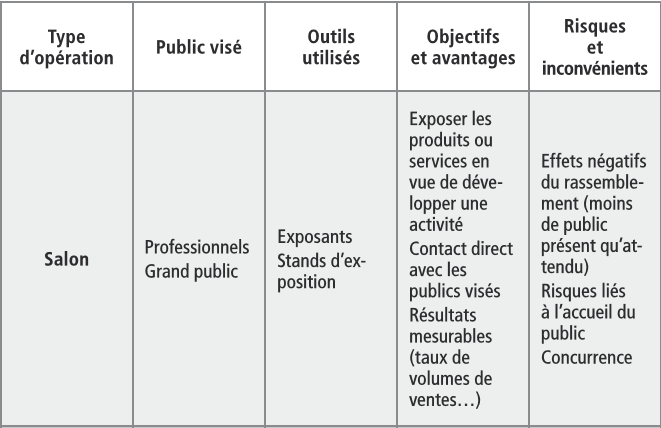 Type
d'opération
Public visé
Outils
utilisés
Objectifs
et avantages
Risques
et
inconvénients
Salon
Professionnels
Grand public
Exposants
Stands d'ex-
position
Exposer les
produits ou
services en
vue de déve-
lopper une
activité
Contact direct
avec les
publics visés
Résultats
mesurables
(taux de
volumes de
ventes…)
Effets négatifs
du rassemble-
ment (moins
de public
présent qu'at-
tendu)
Risques liés
à l'accueil du
public
Concurrence